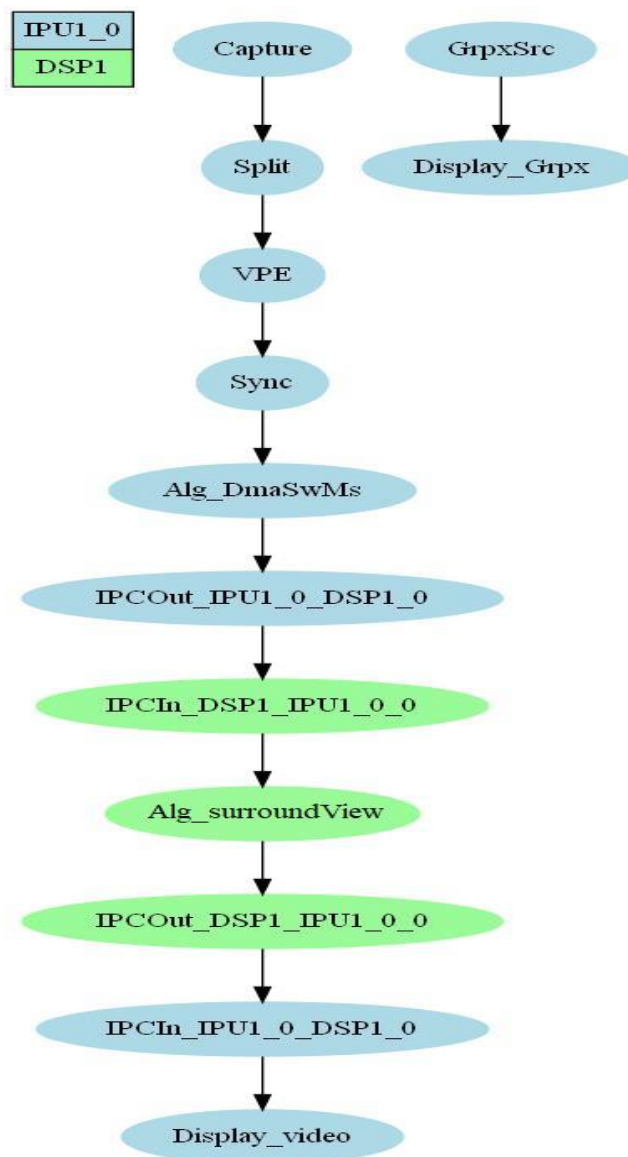 IPU1_0
DSP1
Capture
GrpxSrc
Split
Display_Grpx
VPE
Sync
Alg_DmaSwMs
IPCOut_IPU1_0_DSP1_0
IPCIn_DSP1_IPU1_0_0
Alg_surroundView
IPCOut_DSP1_IPU1_0_0
IPCIn_IPU1_0_DSP1_0
Display_video